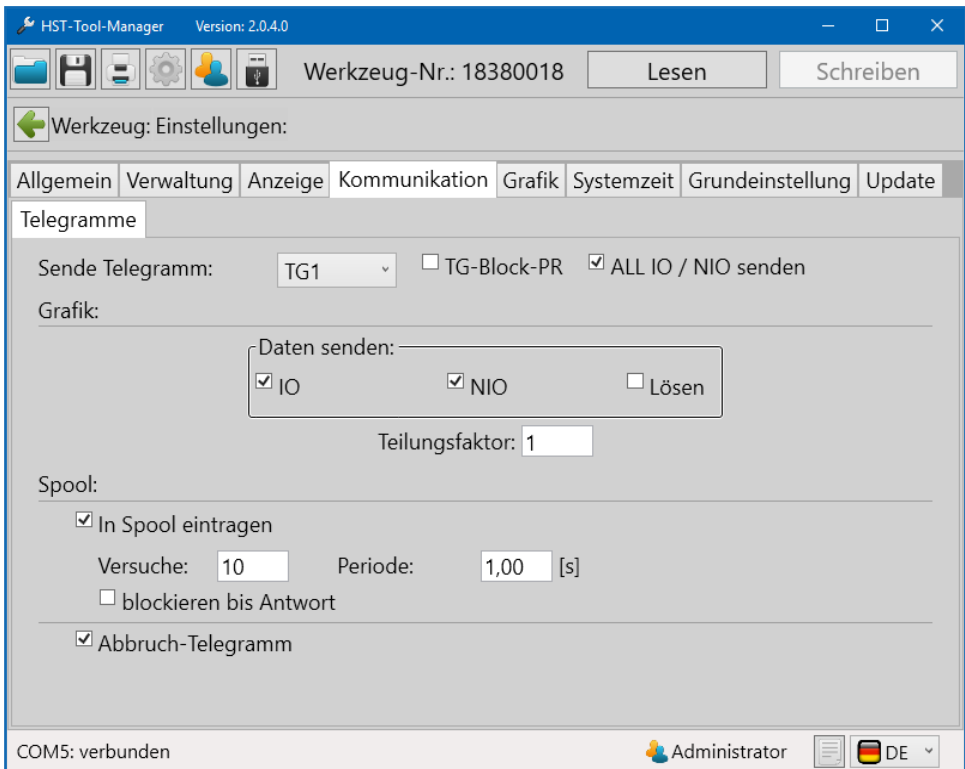 HST-Tool-Manager Version: 2.0.4.0
Werkzeug-Nr.: 18380018 Lesen Schreiben
Werkzeug: Einstellungen:
Allgemein Verwaltung Anzeige Kommunikation Grafik Systemzeit Grundeinstellung Update
Telegramme
Sende Telegramm: TG1 TG-Block-PR ALL IO / NIO senden
Grafik:
Daten senden:
IO NIO Lösen
Teilungsfaktor: 1
Spool:
In Spool eintragen
Versuche: 10 Periode: 1,00 [s]
blockieren bis Antwort
Abbruch-Telegramm
COM5: verbunden Administrator DE